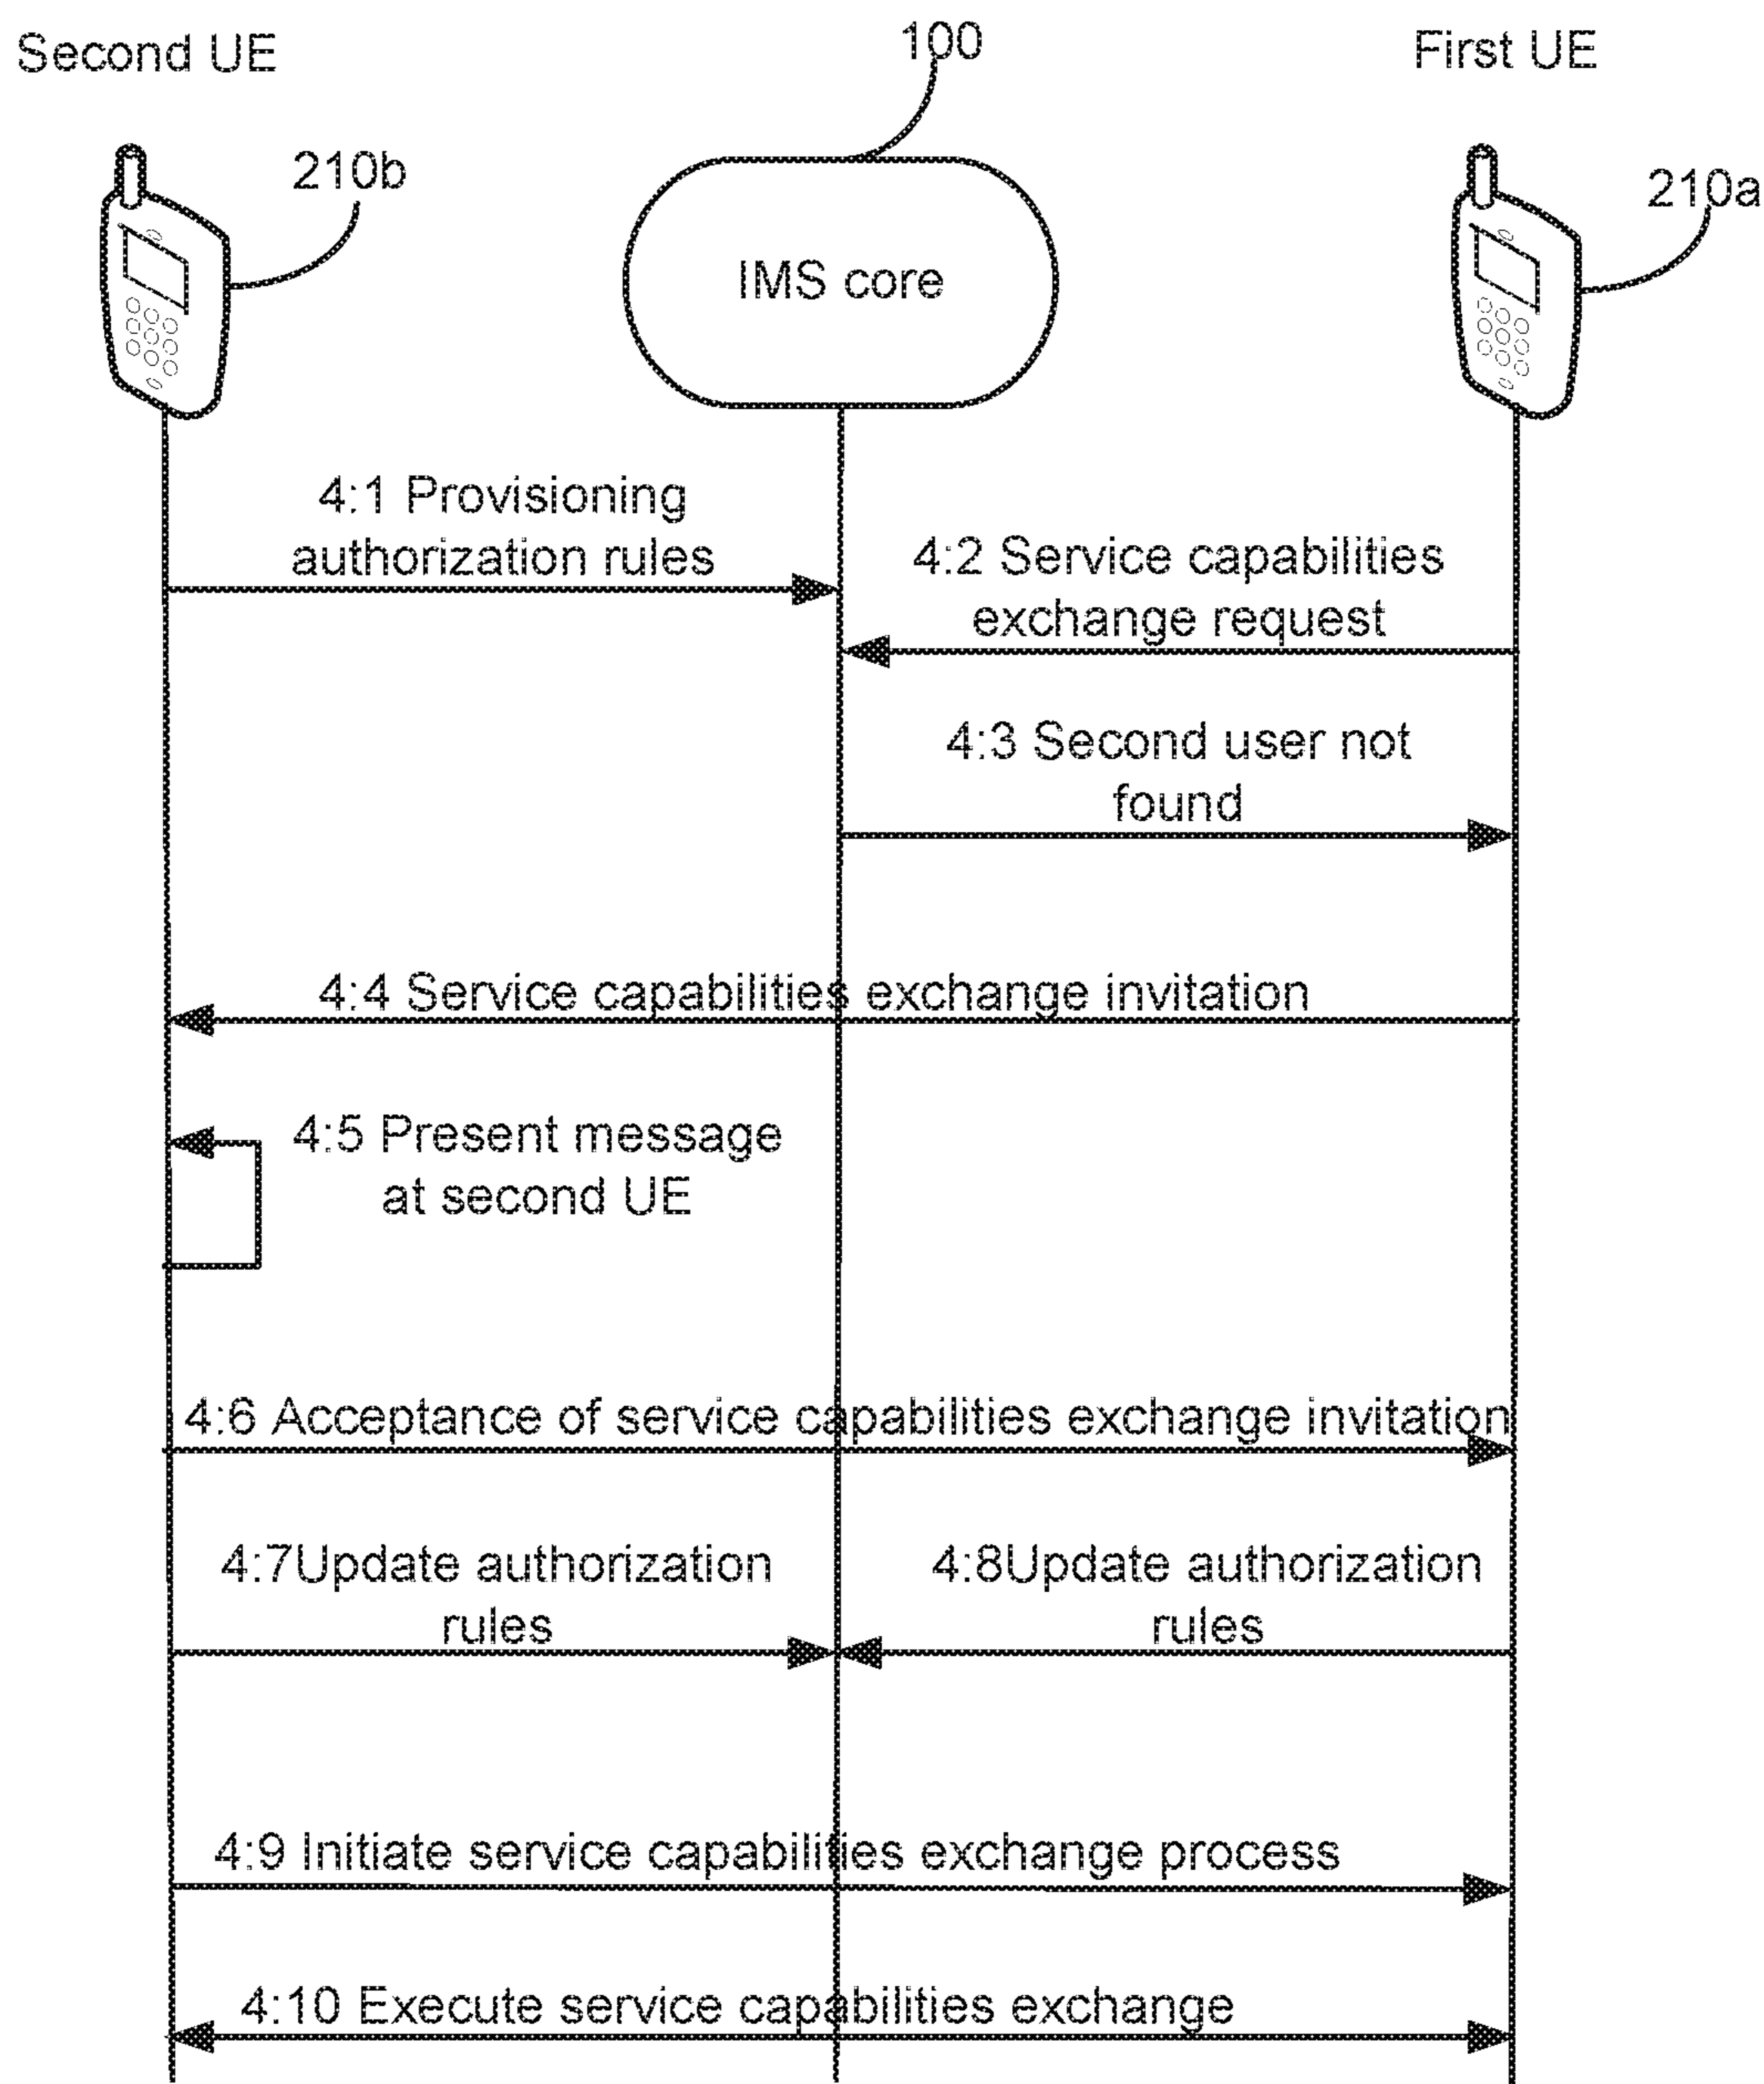 Second UE
100
First UE
210b
210a
IMS core
4:1 Provisioning
authorization rules
4:2 Service capabilities
exchange request
4:3 Second user not
found
4:4 Service capabilities exchange invitation
4:5 Present message
at second UE
4:6 Acceptance of service capabilities exchange invitation
4:7Update authorization
rules
4:8Update authorization
rules
4:9 Initiate service capabilities exchange process
4:10 Execute service capabilities exchange